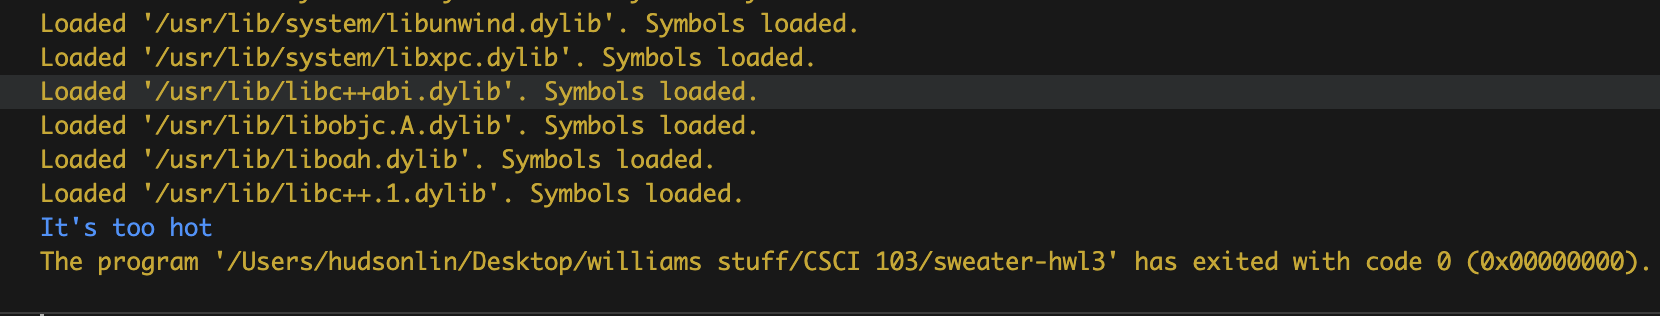 Loaded '/usr/lib/system/libunwind.dylib'. Symbols loaded.
Loaded '/usr/lib/system/libxpc.dylib'. Symbols loaded.
Loaded '/usr/lib/libc++abi.dylib'. Symbols loaded.
Loaded '/usr/lib/libobjc.A.dylib'. Symbols loaded.
Loaded '/usr/lib/liboah.dylib'. Symbols loaded.
Loaded '/usr/lib/libc++.1.dylib'. Symbols loaded.
It's too hot
The program '/Users/hudsonlin/Desktop/williams stuff/CSCI 103/sweater-hwl3' has exited with code 0 (0x00000000).